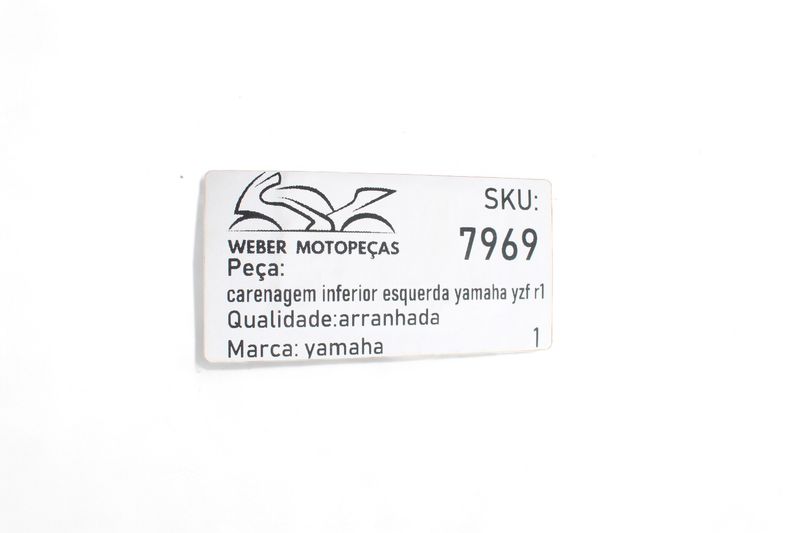 WEBER MOTOPEÇAS
SKU:
7969
Peça:
carenagem inferior esquerda yamaha yzf r1
Qualidade:arranhada
Marca: yamaha
1